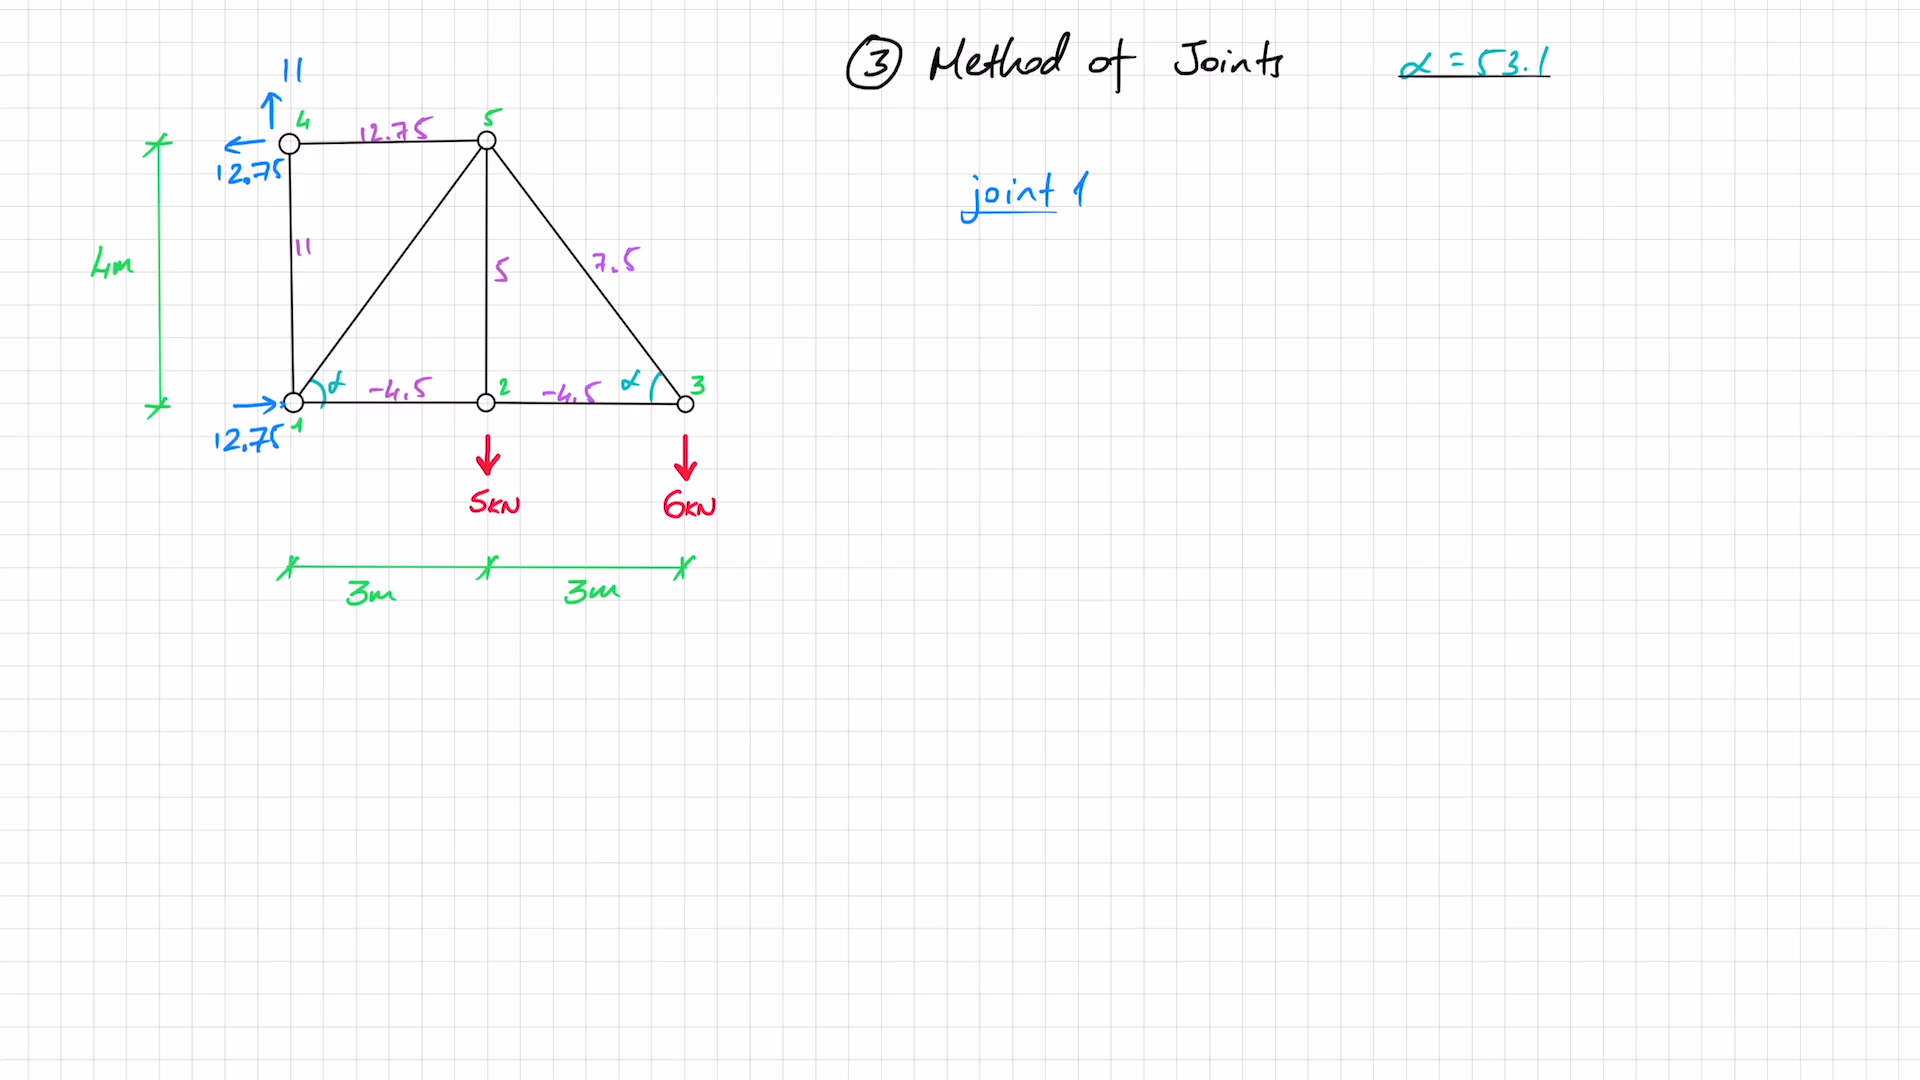 ③ Method of Joints
α = 53.1
joint 1
11
4
12.75
5
12.75
4m
11
5
7.5
α
-4.5
2
-4.5
α
3
12.75
1
5KN
6KN
3m
3m